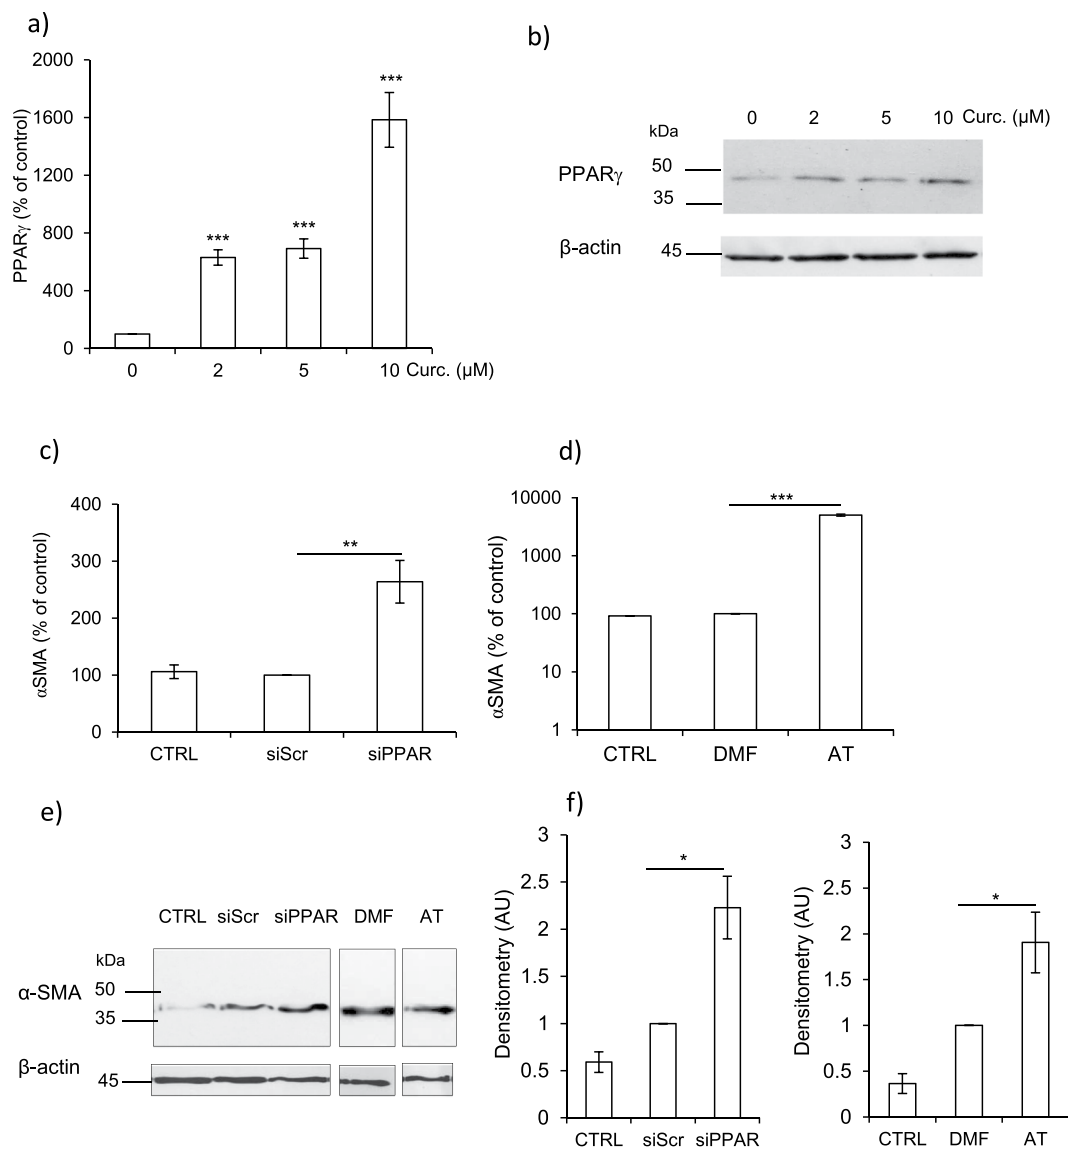 a)
PPARγ (% of control)
2000
1600
1200
800
400
0
***
***
***
0 2 5 10 Curc. (µM)
b)
0 2 5 10 Curc. (µM)
kDa
PPARγ
50
35
β-actin
45
c)
αSMA (% of control)
400
300
200
100
0
**
CTRL siScr siPPAR
d)
αSMA (% of control)
10000
1000
100
10
1
***
CTRL DMF AT
e)
CTRL siScr siPPAR DMF AT
kDa
α-SMA
50
35
β-actin
45
f)
Densitometry (AU)
3
2.5
2
1.5
1
0.5
0
*
CTRL siScr siPPAR
Densitometry (AU)
3
2.5
2
1.5
1
0.5
0
*
CTRL DMF AT